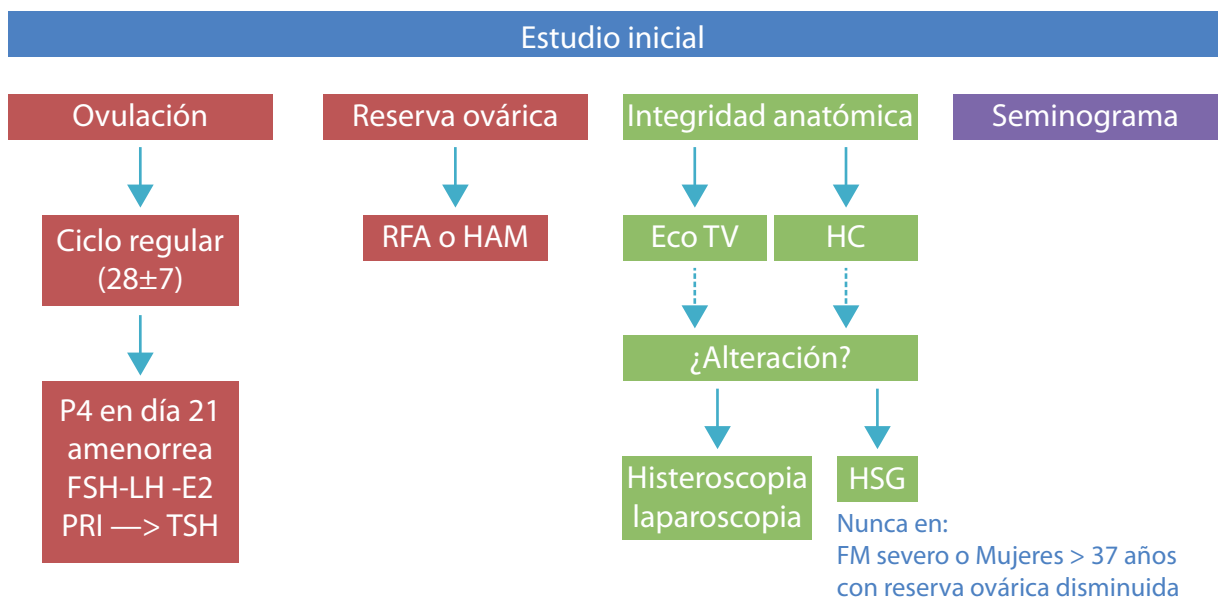 Estudio inicial
Ovulación
Reserva ovárica
Integridad anatómica
Seminograma
Ciclo regular
(28±7)
RFA o HAM
Eco TV
HC
¿Alteración?
P4 en día 21
amenorrea
FSH-LH -E2
PRI —> TSH
Histeroscopia
laparoscopia
HSG
Nunca en:
FM severo o Mujeres > 37 años
con reserva ovárica disminuida